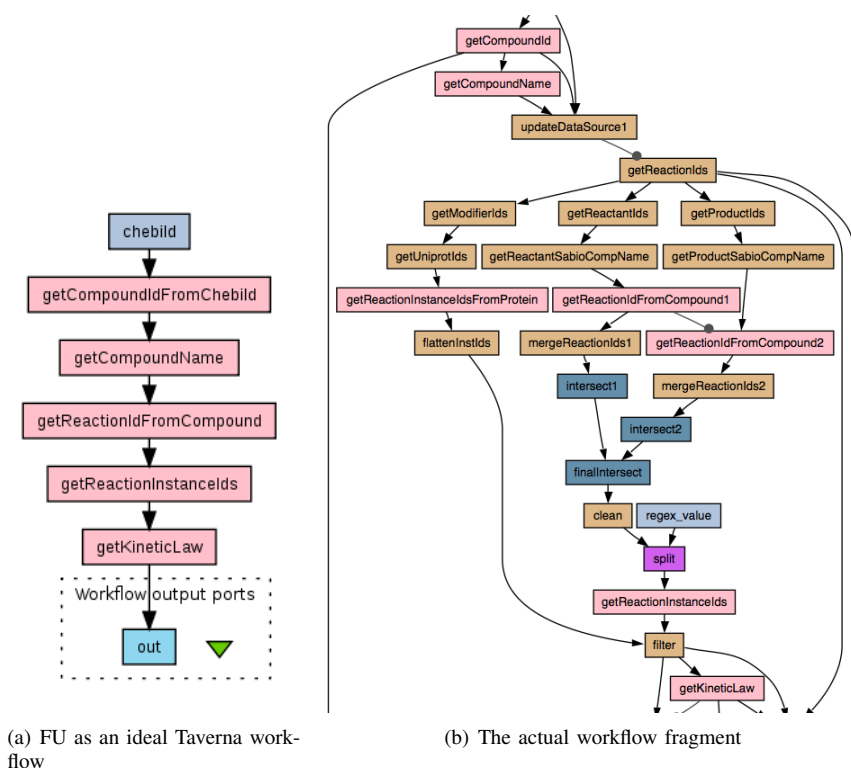 chebiId
getCompoundIdFromChebiId
getCompoundName
getReactionIdFromCompound
getReactionInstanceIds
getKineticLaw
Workflow output ports
out
(a) FU as an ideal Taverna work-
flow
getCompoundId
getCompoundName
updateDataSource1
getReactionIds
getModifierIds
getReactantIds
getProductIds
getUniprotIds
getReactantSabioCompName
getProductSabioCompName
getReactionInstanceIdsFromProtein
getReactionIdFromCompound1
flattenInstIds
mergeReactionIds1
getReactionIdFromCompound2
intersect1
mergeReactionIds2
intersect2
finalIntersect
clean
regex_value
split
getReactionInstanceIds
filter
getKineticLaw
(b) The actual workflow fragment